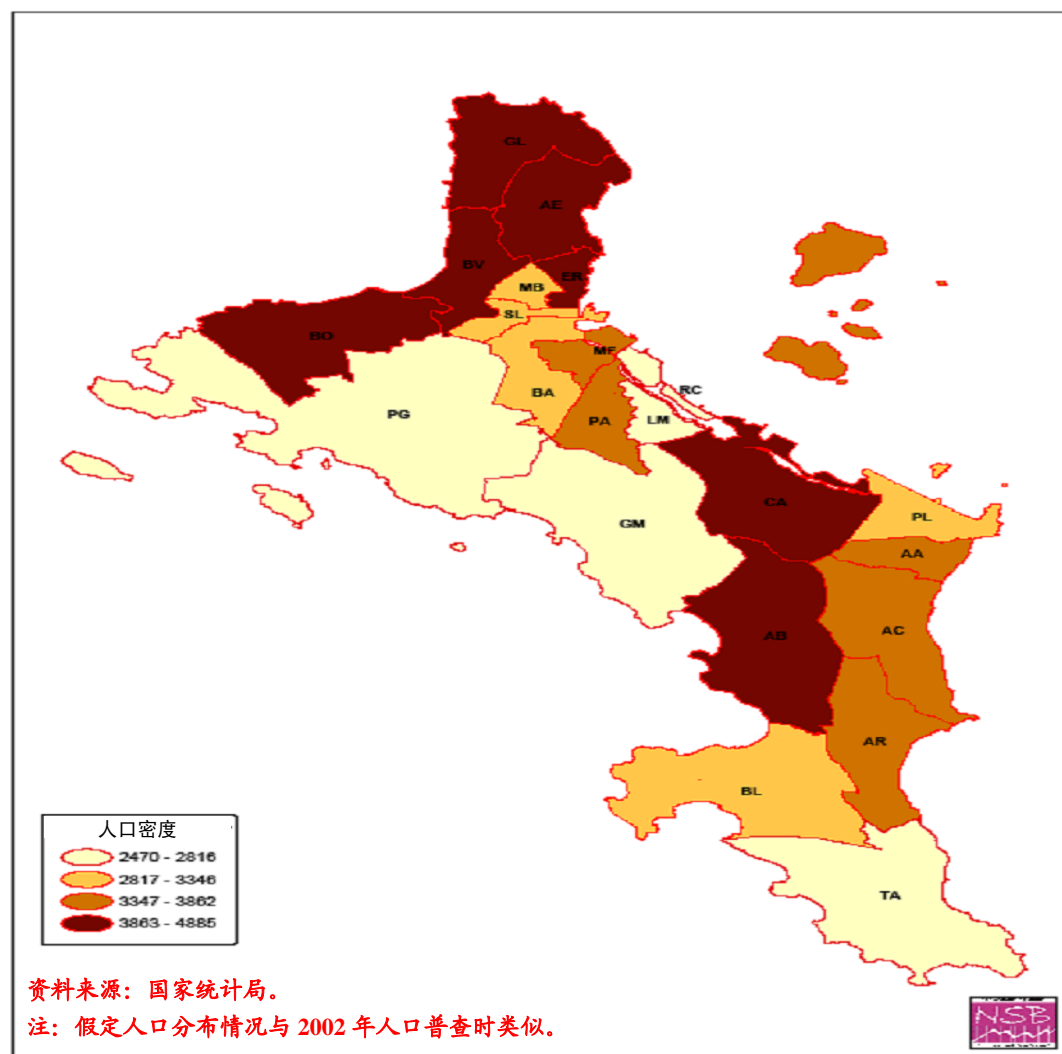 GL
AE
BV
ER
MB
SL
BO
MF
RC
BA
PG
PA
LM
CA
GM
PL
AA
AC
AB
AR
BL
TA
人口密度
2470 - 2816
2817 - 3346
3347 - 3862
3863 - 4885
资料来源：国家统计局。
注：假定人口分布情况与 2002 年人口普查时类似。
NSB